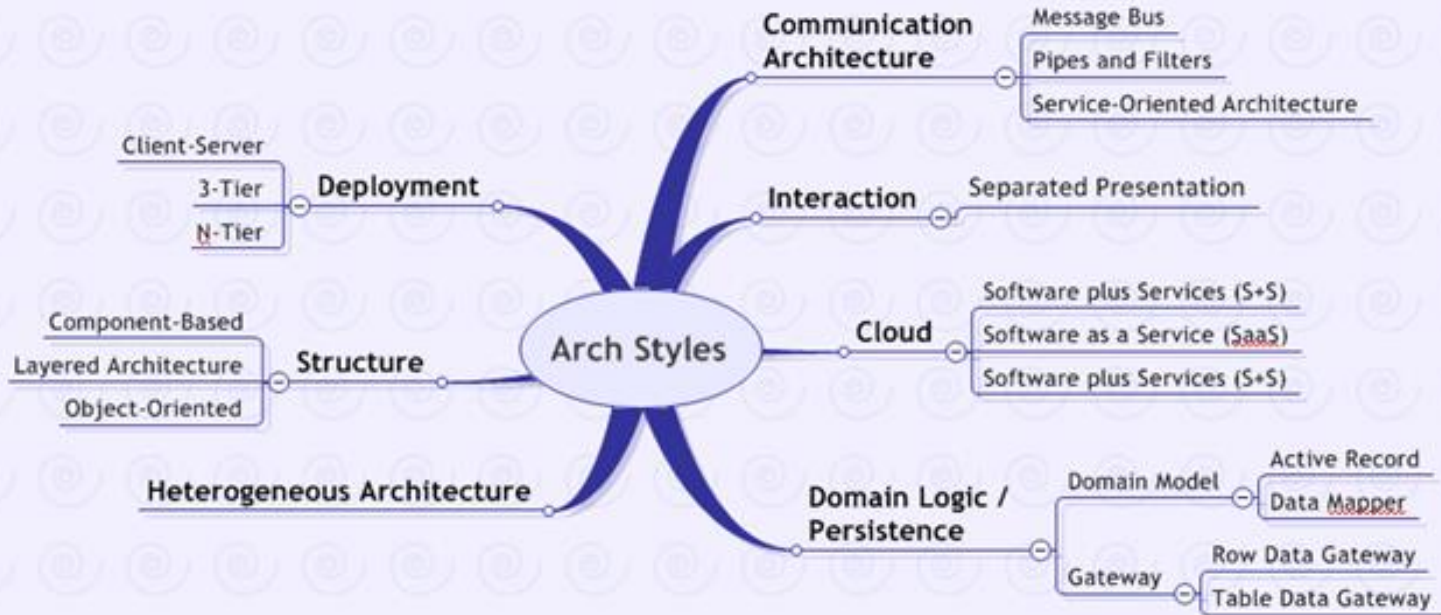 Arch Styles
Communication
Architecture
Message Bus
Pipes and Filters
Service-Oriented Architecture
Interaction
Separated Presentation
Cloud
Software plus Services (S+S)
Software as a Service (SaaS)
Software plus Services (S+S)
Domain Logic /
Persistence
Domain Model
Active Record
Data Mapper
Gateway
Row Data Gateway
Table Data Gateway
Deployment
Client-Server
3-Tier
N-Tier
Structure
Component-Based
Layered Architecture
Object-Oriented
Heterogeneous Architecture